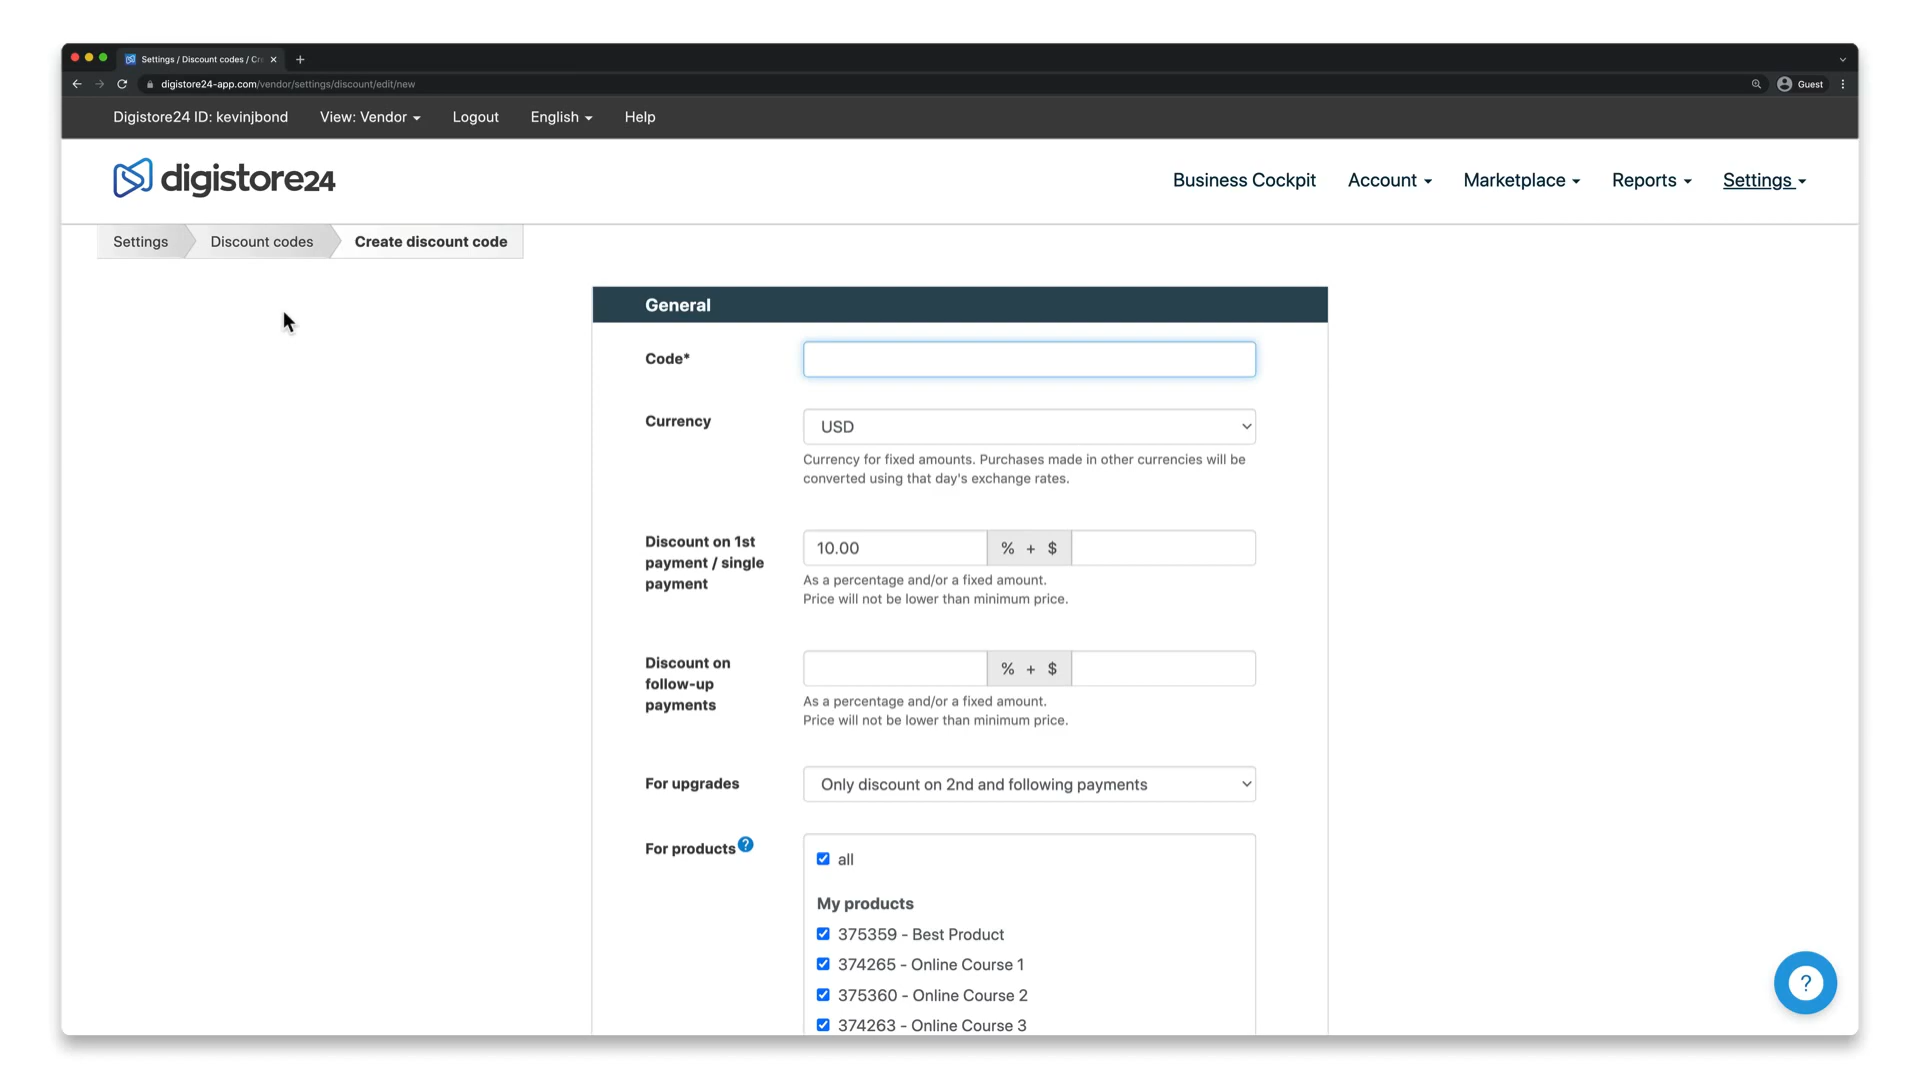 Settings / Discount codes / Cr
digistore24-app.com/vendor/settings/discount/edit/new
Guest
Digistore24 ID: kevinjbond
View: Vendor
Logout
English
Help
digistore24
Business Cockpit
Account
Marketplace
Reports
Settings
Settings
Discount codes
Create discount code
General
Code*
Currency
USD
Currency for fixed amounts. Purchases made in other currencies will be
converted using that day's exchange rates.
Discount on 1st
payment / single
payment
10.00
% + $
As a percentage and/or a fixed amount.
Price will not be lower than minimum price.
Discount on
follow-up
payments
% + $
As a percentage and/or a fixed amount.
Price will not be lower than minimum price.
For upgrades
Only discount on 2nd and following payments
For products
?
all
My products
375359 - Best Product
374265 - Online Course 1
375360 - Online Course 2
374263 - Online Course 3
?